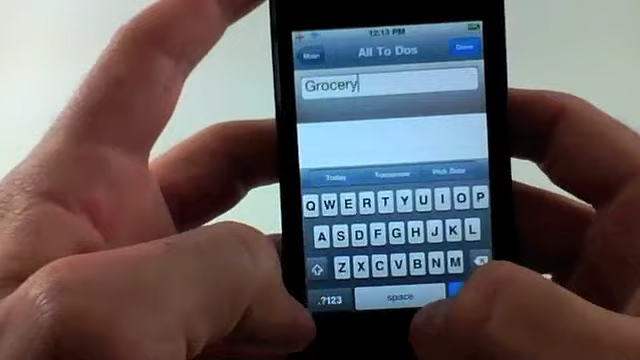 12:13 PM
Main
All To Dos
Done
Grocery
Today
Tomorrow
Pick Date
Q W E R T Y U I O P
A S D F G H J K L
Z X C V B N M
.?123
space